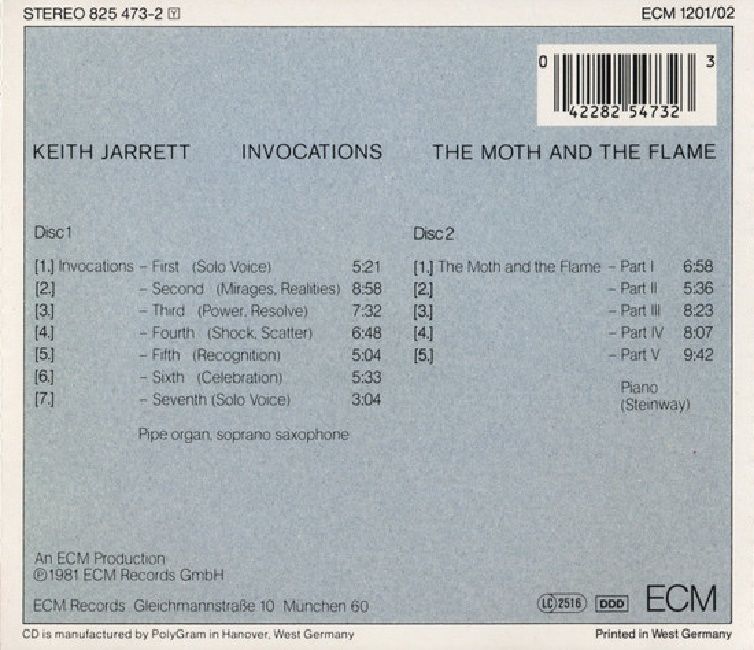 STEREO 825 473-2 Y
ECM 1201/02
0 42282 54732 3
KEITH JARRETT INVOCATIONS THE MOTH AND THE FLAME
Disc 1
[1.] Invocations – First (Solo Voice) 5:21
[2.] – Second (Mirages, Realities) 8:58
[3.] – Third (Power, Resolve) 7:32
[4.] – Fourth (Shock, Scatter) 6:48
[5.] – Fifth (Recognition) 5:04
[6.] – Sixth (Celebration) 5:33
[7.] – Seventh (Solo Voice) 3:04
Pipe organ, soprano saxophone
Disc 2
[1.] The Moth and the Flame – Part I 6:58
[2.] – Part II 5:36
[3.] – Part III 8:23
[4.] – Part IV 8:07
[5.] – Part V 9:42
Piano
(Steinway)
An ECM Production
Ⓟ1981 ECM Records GmbH
ECM Records Gleichmannstraße 10 München 60
LC 2516 DDD ECM
CD is manufactured by PolyGram in Hanover, West Germany
Printed in West Germany